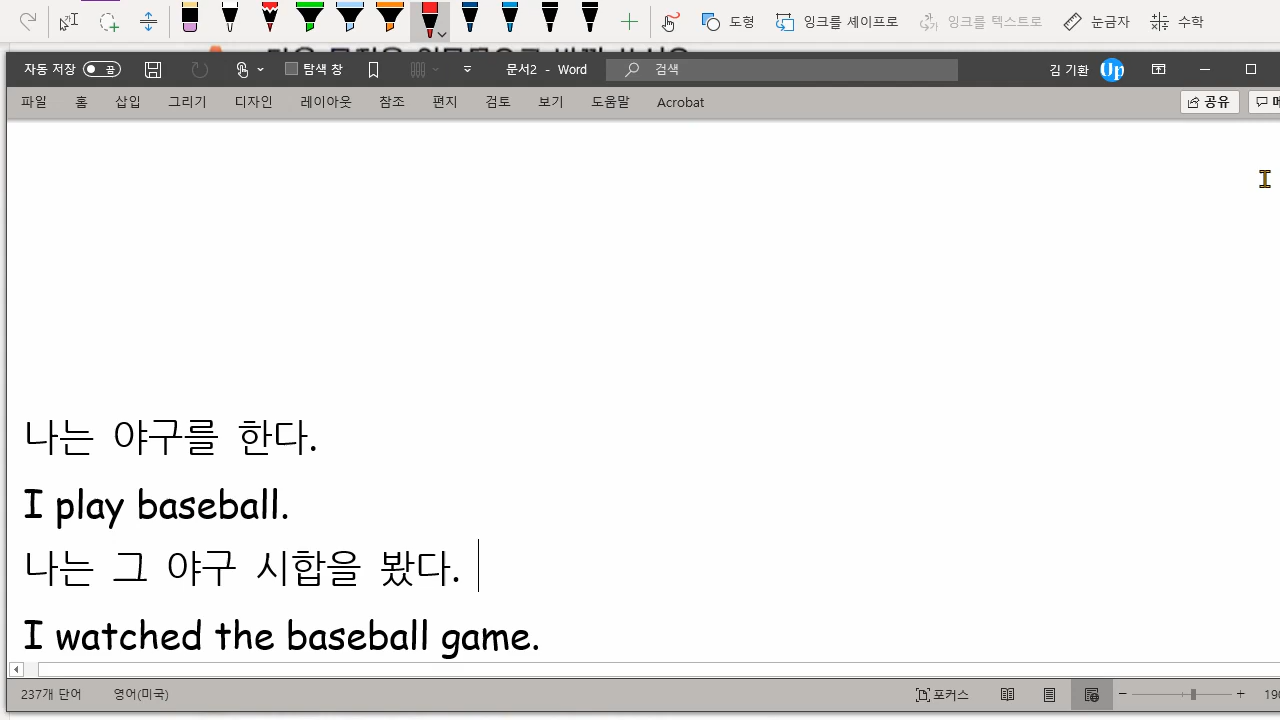 도형
잉크를 셰이프로
잉크를 텍스트로
눈금자
수학
자동 저장
끔
탐색 창
문서2 - Word
검색
김 기환
Up
파일
홈
삽입
그리기
디자인
레이아웃
참조
편지
검토
보기
도움말
Acrobat
공유
나는 야구를 한다.
I play baseball.
나는 그 야구 시합을 봤다.
I watched the baseball game.
237개 단어
영어(미국)
포커스